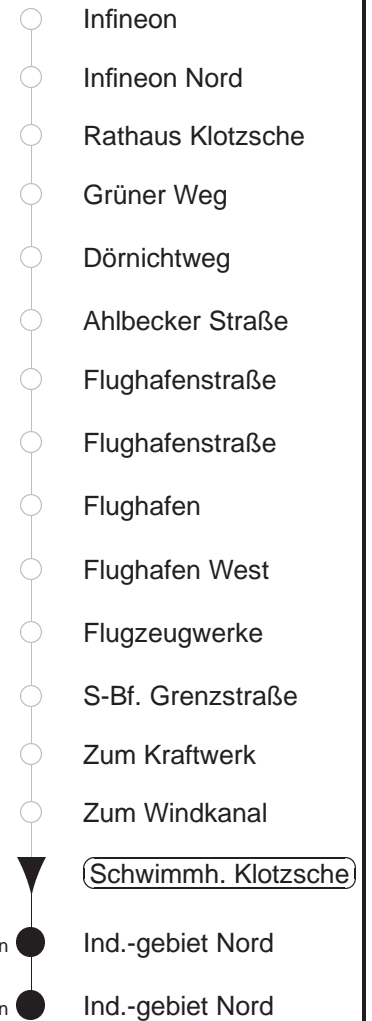 Infineon
Infineon Nord
Rathaus Klotzsche
Grüner Weg
Dörnichtweg
Ahlbecker Straße
Flughafenstraße
Flughafenstraße
Flughafen
Flughafen West
Flugzeugwerke
S-Bf. Grenzstraße
Zum Kraftwerk
Zum Windkanal
Schwimmh. Klotzsche
n Ind.-gebiet Nord
n Ind.-gebiet Nord